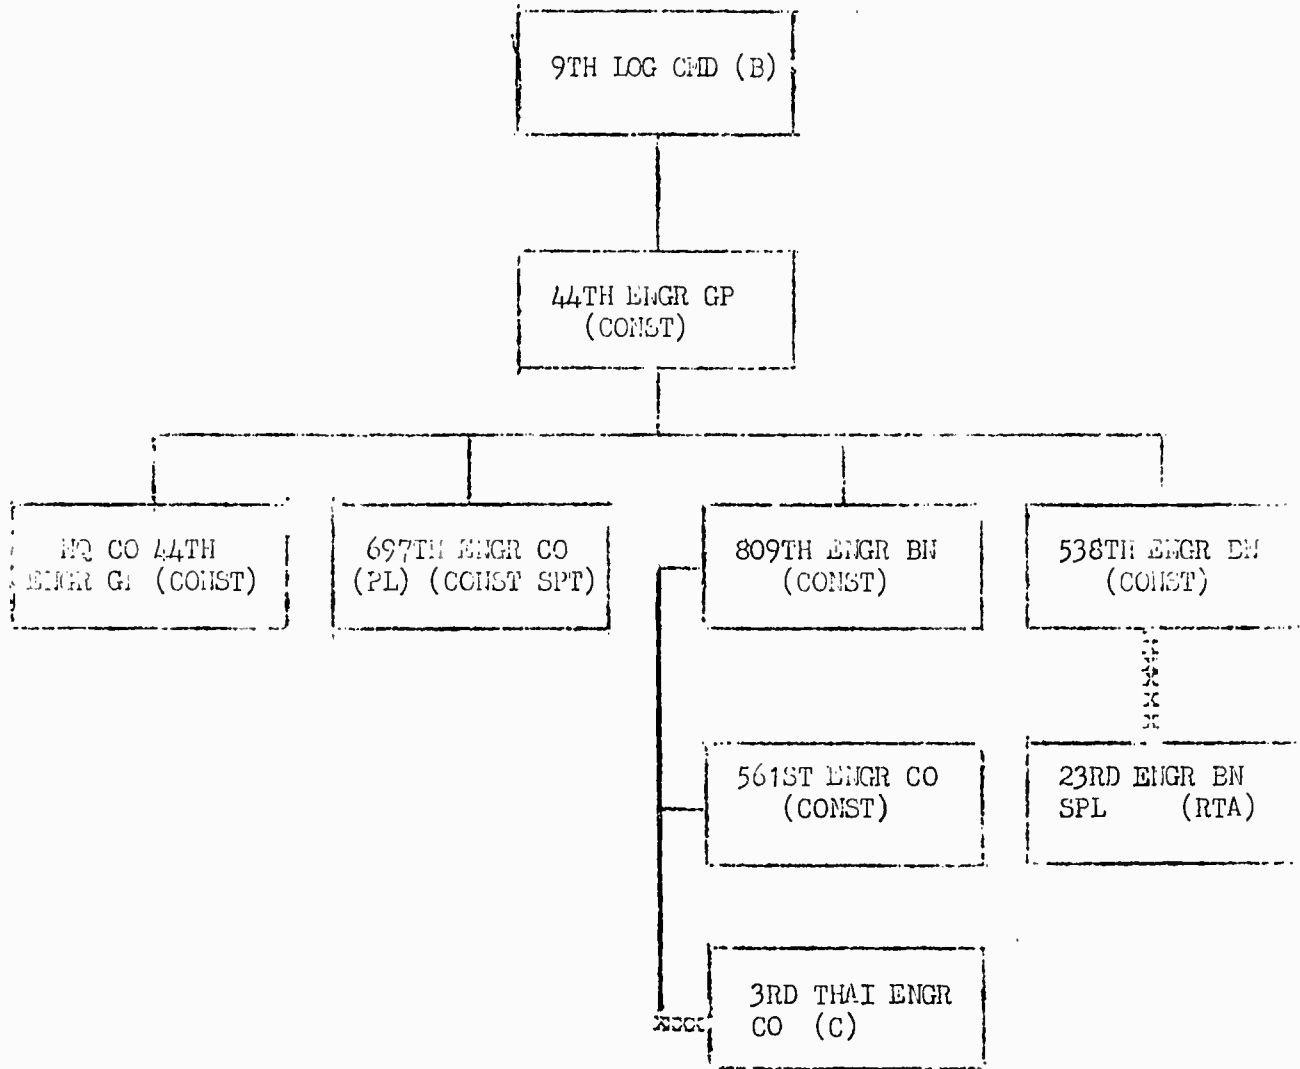 9TH LOG CMD (B)
44TH ENGR GP
(CONST)
HQ CO 44TH
ENGR GP (CONST)
697TH ENGR CO
(PL) (CONST SPT)
809TH ENGR BN
(CONST)
538TH ENGR BN
(CONST)
561ST ENGR CO
(CONST)
23RD ENGR BN
SPL (RTA)
3RD THAI ENGR
CO (C)